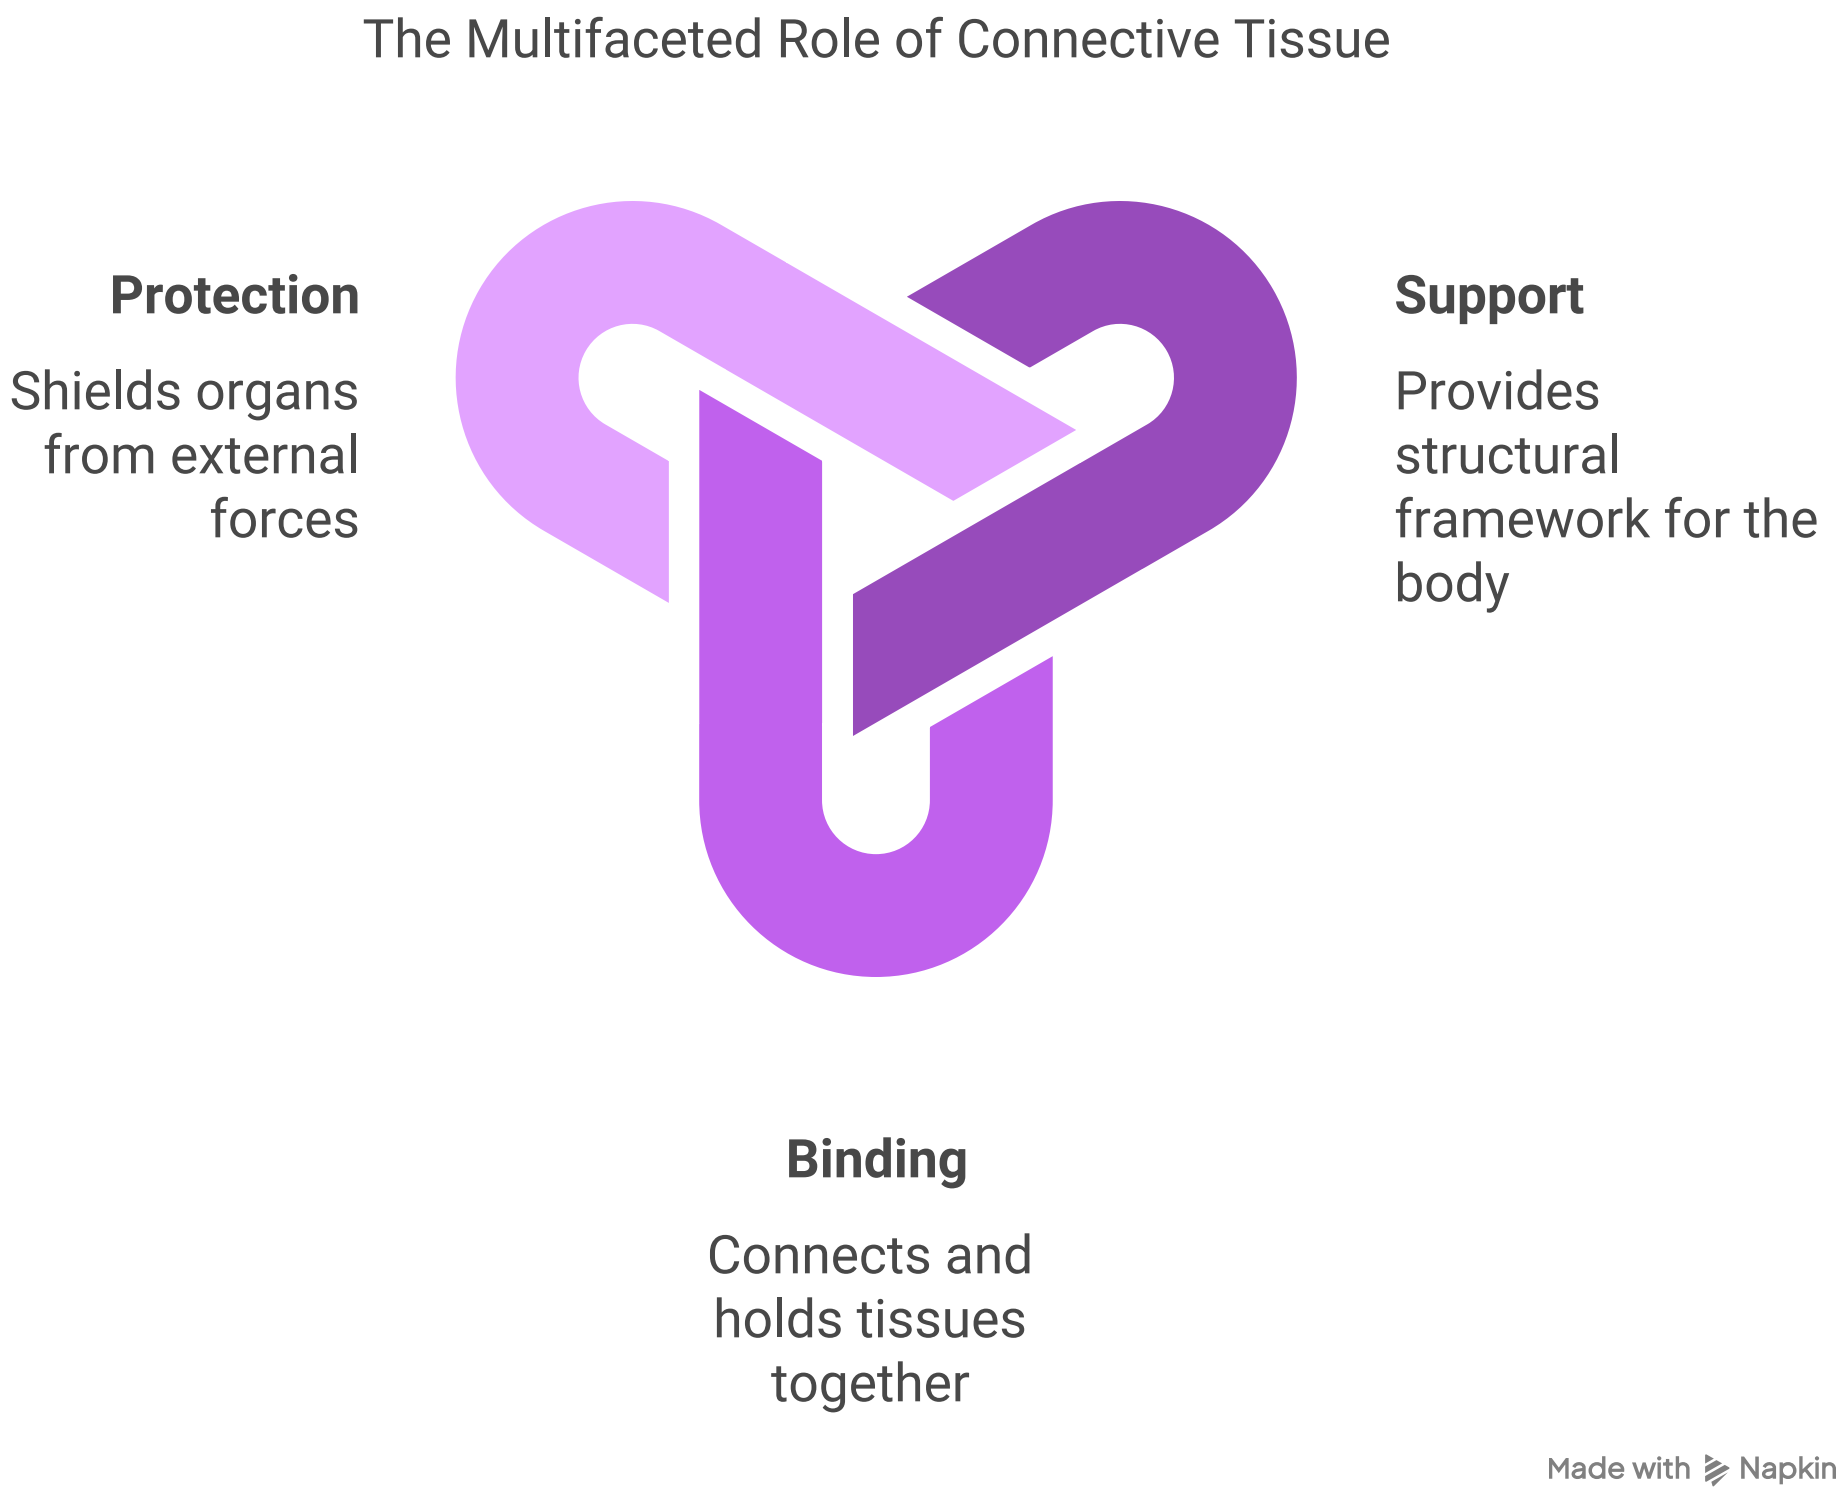 The Multifaceted Role of Connective Tissue
Protection
Shields organs
from external
forces
Support
Provides
structural
framework for the
body
Binding
Connects and
holds tissues
together
Made with Napkin